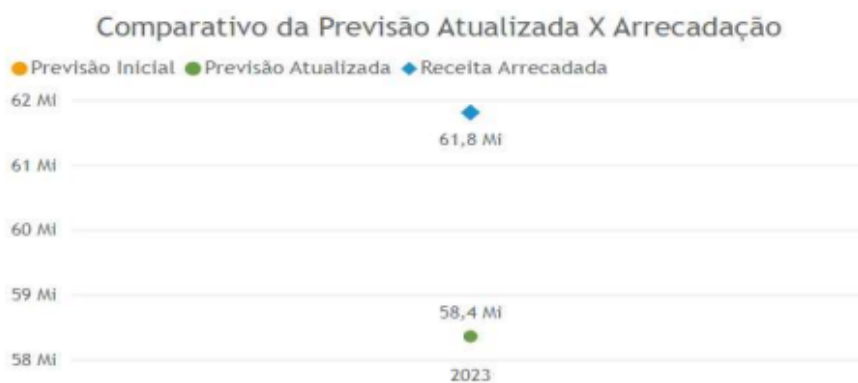 Comparativo da Previsão Atualizada X Arrecadação
Previsão Inicial Previsão Atualizada Receita Arrecadada
62 Mi
61,8 Mi
61 Mi
60 Mi
59 Mi
58,4 Mi
58 Mi
2023